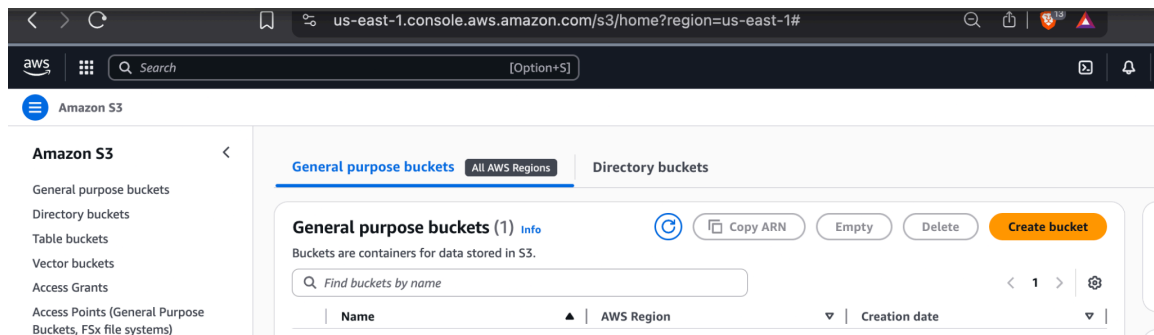 us-east-1.console.aws.amazon.com/s3/home?region=us-east-1#
13
aws
Search
[Option+S]
Amazon S3
Amazon S3
General purpose buckets
Directory buckets
Table buckets
Vector buckets
Access Grants
Access Points (General Purpose
Buckets, FSx file systems)
General purpose buckets All AWS Regions
Directory buckets
General purpose buckets (1) Info
Copy ARN
Empty
Delete
Create bucket
Buckets are containers for data stored in S3.
Find buckets by name
1
Name
AWS Region
Creation date